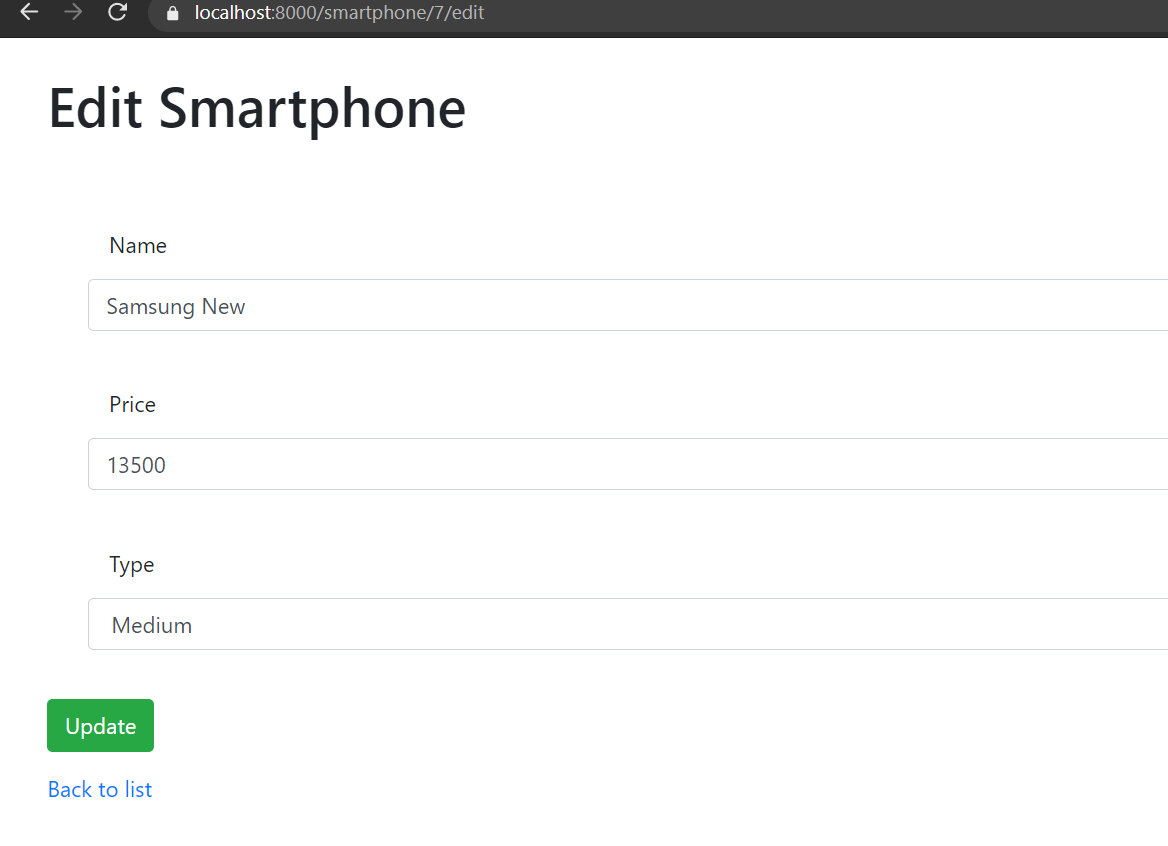 localhost:8000/smartphone/7/edit
Edit Smartphone
Name
Samsung New
Price
13500
Type
Medium
Update
Back to list